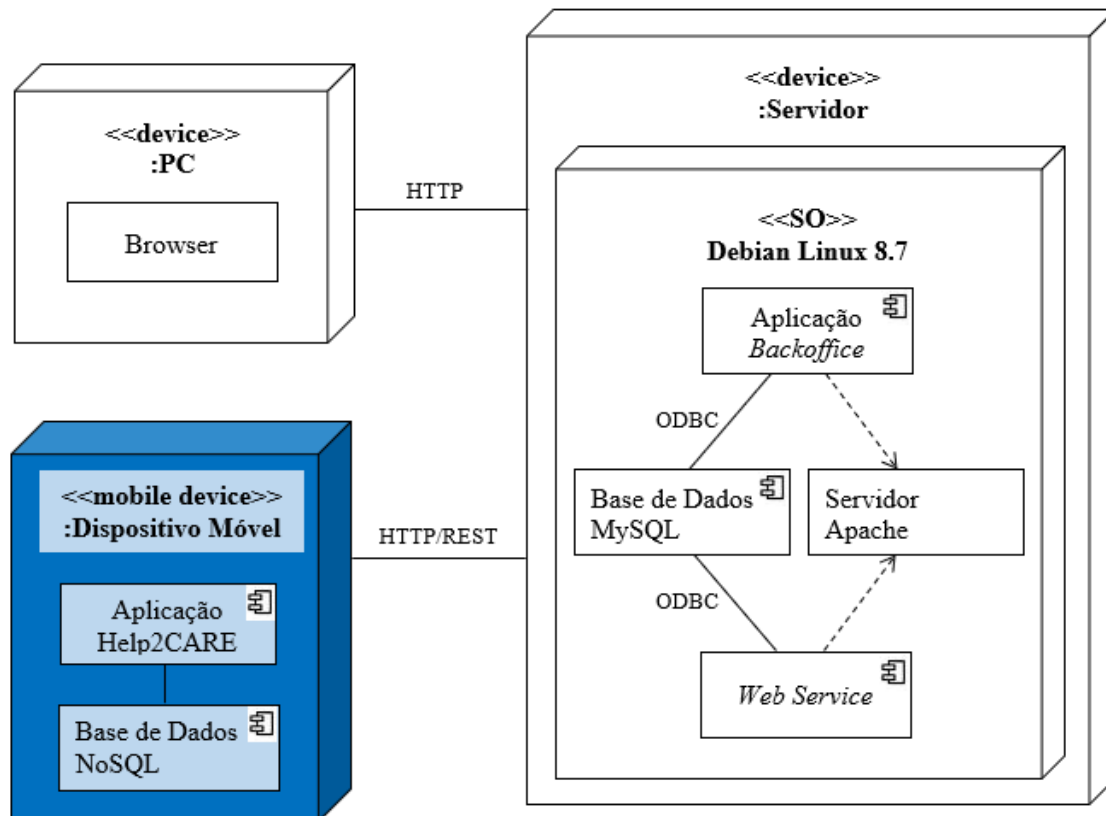 <<device>>
:PC
Browser
HTTP
<<device>>
:Servidor
<<SO>>
Debian Linux 8.7
Aplicação
Backoffice
ODBC
Base de Dados
MySQL
Servidor
Apache
ODBC
Web Service
<<mobile device>>
:Dispositivo Móvel
HTTP/REST
Aplicação
Help2CARE
Base de Dados
NoSQL